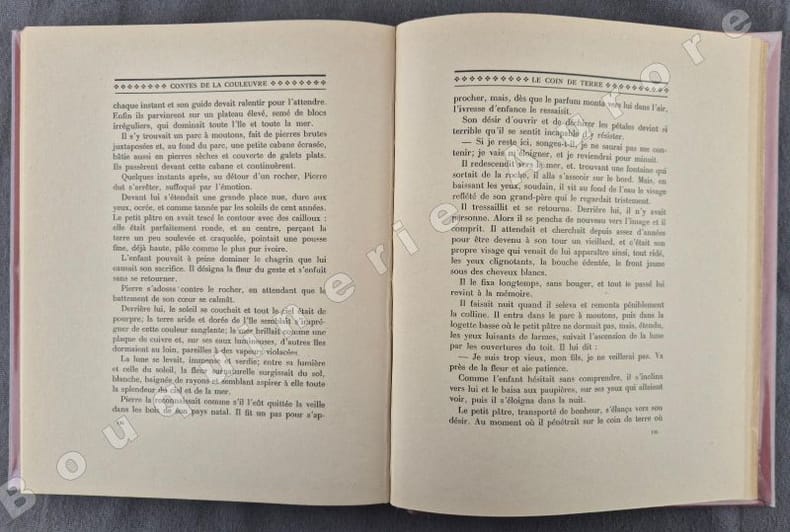 CONTES DE LA COULEUVRE
chaque instant et son guide devait ralentir pour l'attendre.
Enfin ils parvinrent sur un plateau élevé, semé de blocs
irréguliers, qui dominait toute l'île et toute la mer.
Il s'y trouvait un parc à moutons, fait de pierres brutes
juxtaposées et, au fond du parc, une petite cabane écrasée,
bâtie aussi en pierres sèches et couverte de galets plats.
Ils passèrent devant cette cabane et continuèrent.
Quelques instants après, au détour d'un rocher, Pierre
dut s'arrêter, suffoqué par l'émotion.
Devant lui s'étendait une grande place nue, dure aux
yeux, ocrée, et comme tannée par les soleils de cent années.
Le petit pâtre en avait tracé le contour avec des cailloux :
elle était parfaitement ronde, et au centre, perçant la
terre un peu soulevée et craquelée, pointait une pousse
fine, déjà haute, pâle comme le plus pur ivoire.
L'enfant pouvait à peine dominer le chagrin que lui
causait son sacrifice. Il désigna la fleur du geste et s'enfuit
sans se retourner.
Pierre s'adossa contre le rocher, en attendant que le
battement de son cœur se calmât.
Derrière lui, le soleil se couchait et tout le ciel était de
pourpre; la terre aride et dorée de l'île semblait s'imprégner
de cette couleur sanglante; la mer brillait comme une
plaque de cuivre et, sur ses eaux lumineuses, d'autres îles
dormaient au loin, pareilles à des vapeurs violacées.
La lune se levait, immense et verdie; entre sa lumière
et celle du soleil, la fleur surnaturelle surgissait du sol,
blanche, baignée de rayons et semblant aspirer à elle toute
la splendeur du ciel et de la mer.
Pierre la reconnaissait comme s'il l'eût quittée la veille
dans les bois de son pays natal. Il fit un pas pour s'ap-
LE COIN DE TERRE
procher, mais, dès que le parfum monta vers lui dans l'air,
l'ivresse d'enfance le ressaisit.
Son désir d'ouvrir et de déchirer les pétales devint si
terrible qu'il se sentit incapable d'y résister.
— Si je reste ici, songea-t-il, je ne saurai pas me con-
tenir; je vais m'éloigner, et je reviendrai pour minuit.
Il redescendit vers la mer et, trouvant une fontaine qui
sortait de la roche, il alla s'asseoir sur le bord. Mais, en
baissant les yeux, soudain, il vit au fond de l'eau le visage
reflété de son grand-père qui le regardait tristement.
Il tressaillit et se retourna. Derrière lui, il n'y avait
personne. Alors il se pencha de nouveau vers l'image et il
comprit. Il attendait et cherchait depuis assez d'années
pour être devenu à son tour un vieillard, et c'était son
propre visage qui venait de lui apparaître ainsi, tout ridé,
les yeux clignotants, la bouche édentée, le front jaune
sous des cheveux blancs.
Il le fixa longtemps, sans bouger, et tout le passé lui
revint à la mémoire.
Il faisait nuit quand il se leva et remonta péniblement
la colline. Il entra dans le parc à moutons, puis dans la
logette basse où le petit pâtre ne dormait pas, mais, étendu,
les yeux luisants de larmes, suivait l'ascension de la lune
par les ouvertures du toit. Il lui dit :
— Je suis trop vieux, mon fils, je ne veillerai pas. Va
près de la fleur et aie patience.
Comme l'enfant hésitait sans comprendre, il s'inclina
vers lui et le baisa aux paupières, sur ses yeux qui allaient
voir, puis il s'éloigna dans la nuit.
Le petit pâtre, transporté de bonheur, s'élança vers son
désir. Au moment où il pénétrait sur le coin de terre où